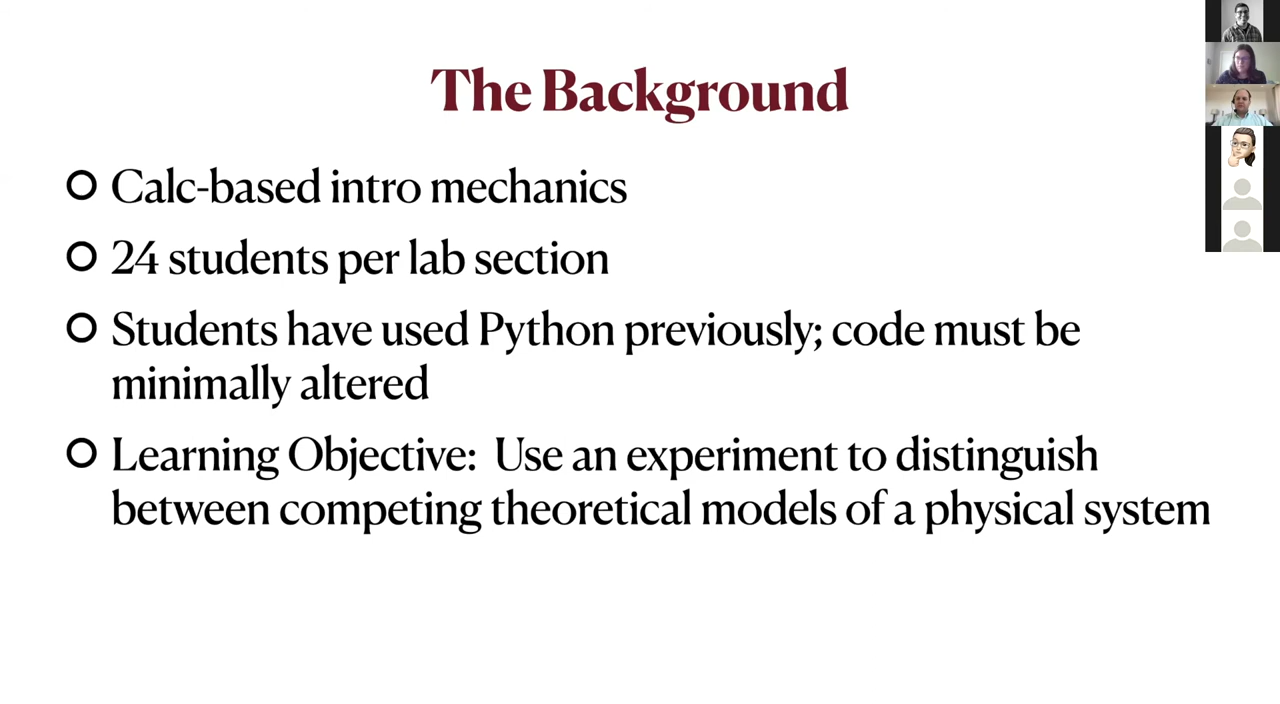 The Background
Calc-based intro mechanics
24 students per lab section
Students have used Python previously; code must be
minimally altered
Learning Objective:  Use an experiment to distinguish
between competing theoretical models of a physical system